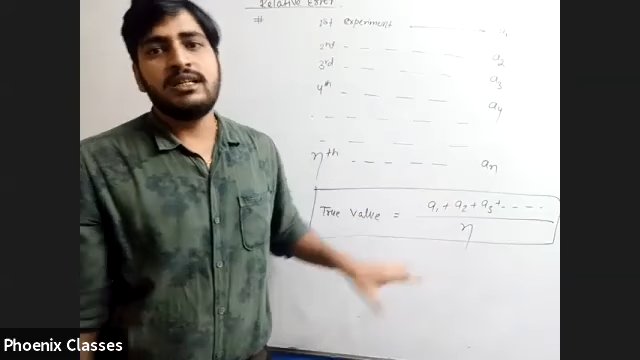 Relative Error
# 1st experiment — a₁
2nd - - - - - a₂
3rd - - - - - a₃
4th - - - - a₄
- - - - -
nth - - - - - aₙ
True value = a₁ + a₂ + a₃ + - - - -
n
Phoenix Classes